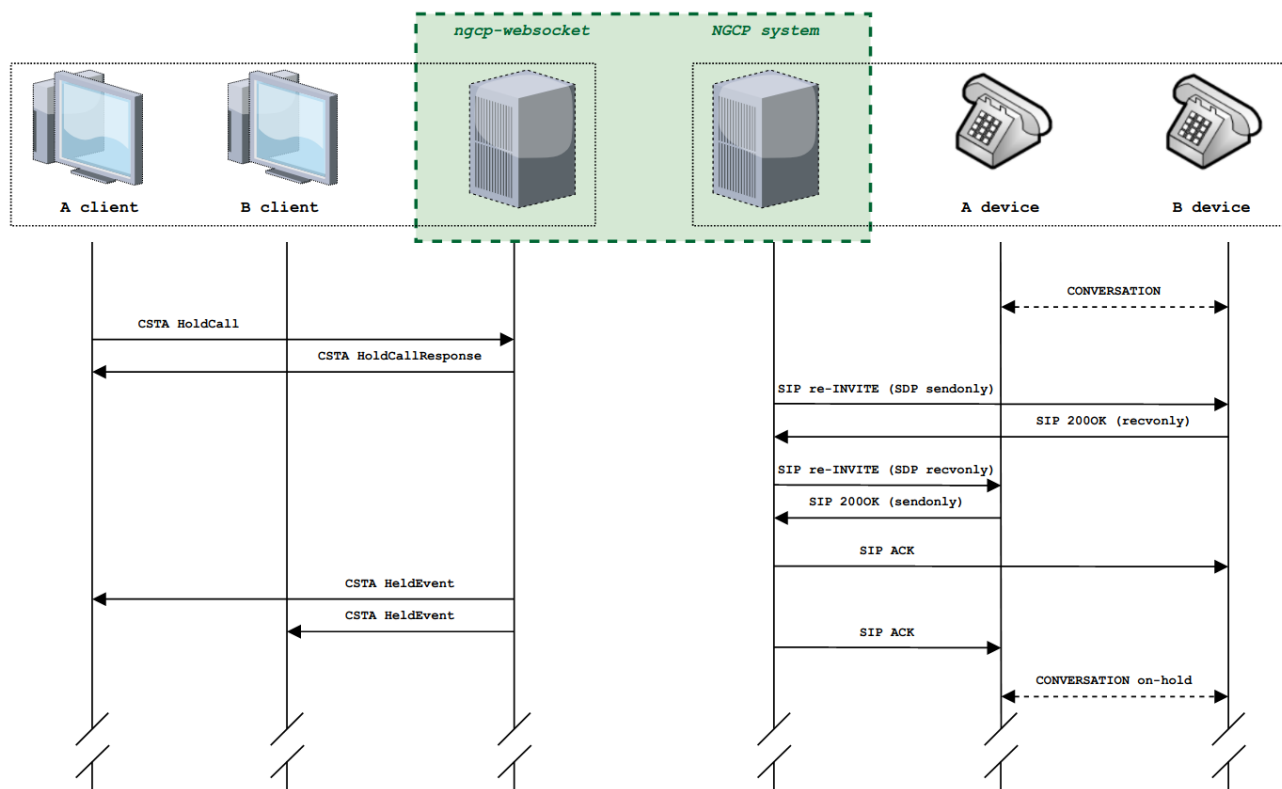 ngcp-websocket
NGCP system
A client
B client
A device
B device
CONVERSATION
CSTA HoldCall
CSTA HoldCallResponse
SIP re-INVITE (SDP sendonly)
SIP 200OK (recvonly)
SIP re-INVITE (SDP recvonly)
SIP 200OK (sendonly)
SIP ACK
CSTA HeldEvent
CSTA HeldEvent
SIP ACK
CONVERSATION on-hold